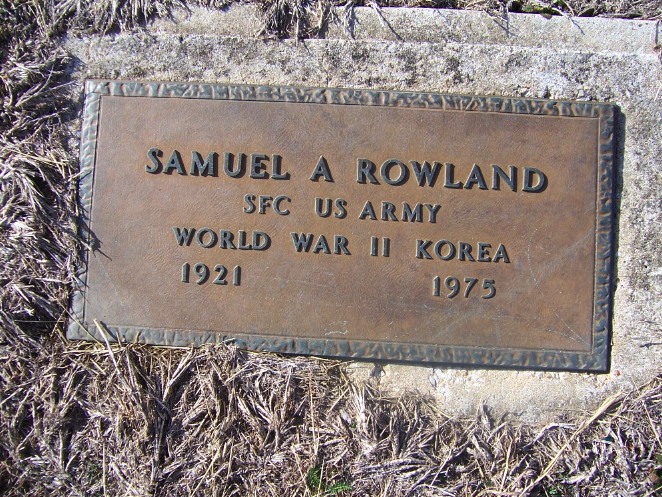 SAMUEL A ROWLAND
SFC US ARMY
WORLD WAR II KOREA
1921 1975